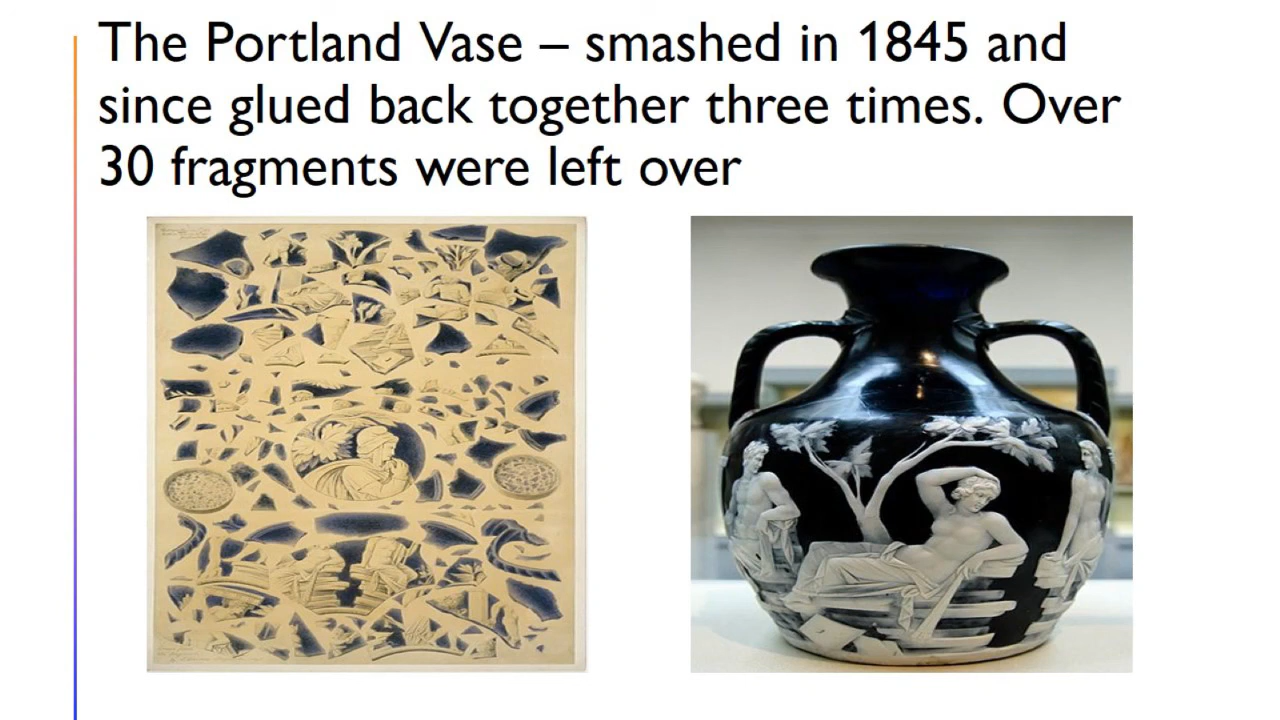 The Portland Vase – smashed in 1845 and
since glued back together three times. Over
30 fragments were left over